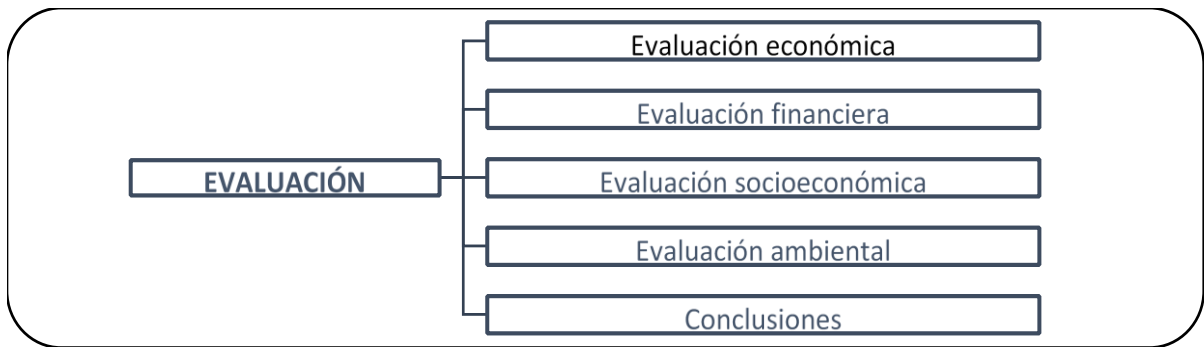 EVALUACIÓN
Evaluación económica
Evaluación financiera
Evaluación socioeconómica
Evaluación ambiental
Conclusiones